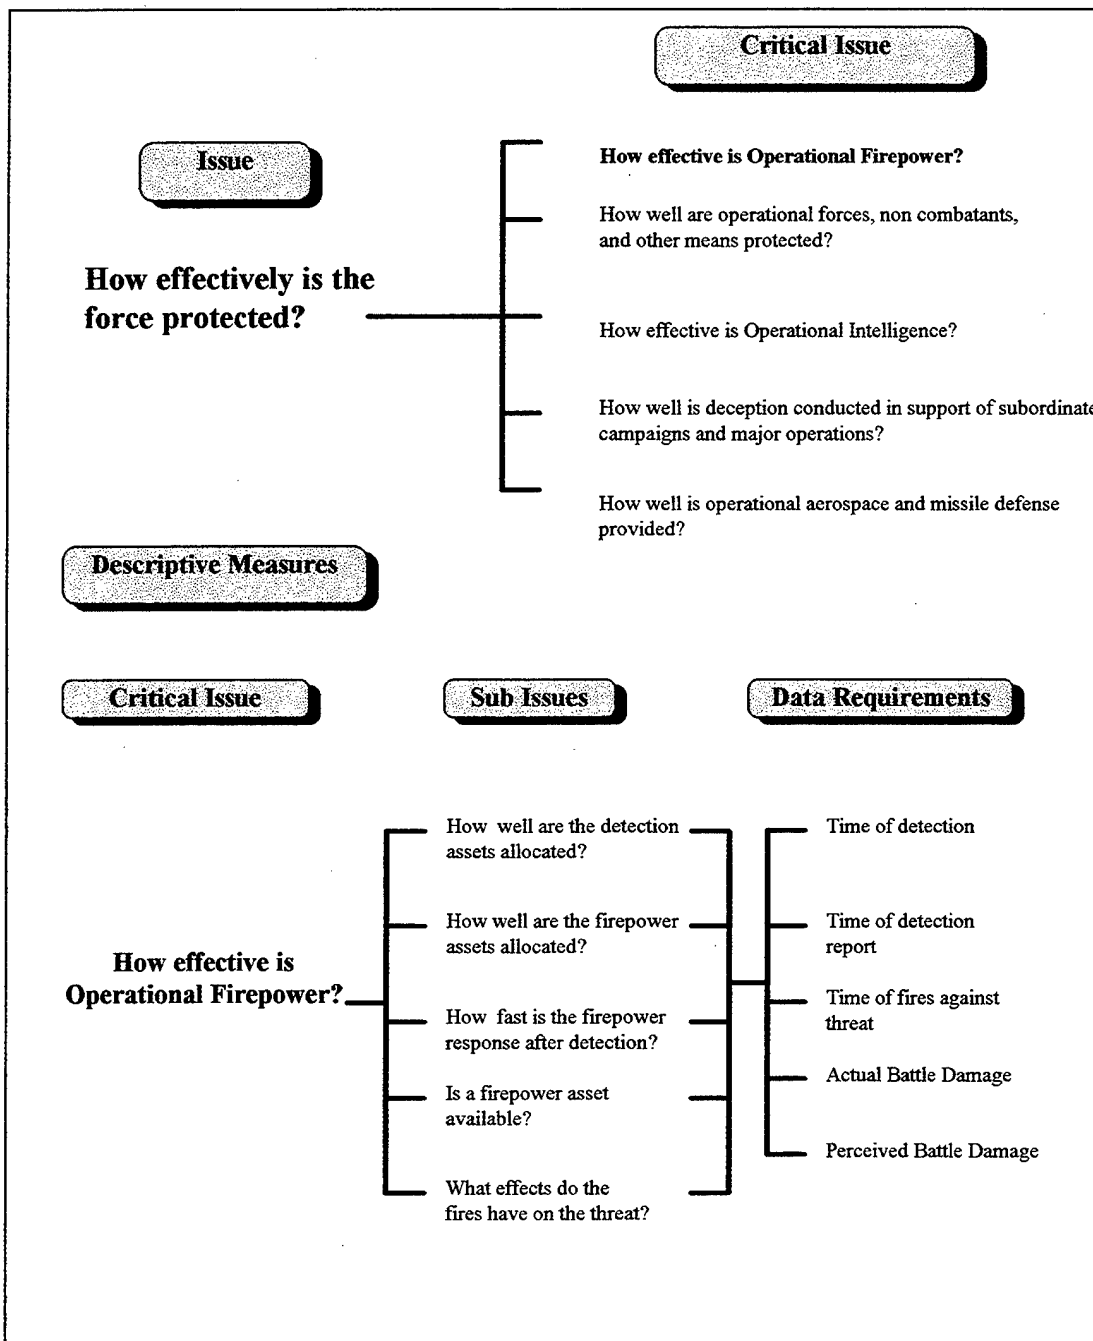 Critical Issue
Issue
How effective is Operational Firepower?
How well are operational forces, non combatants,
and other means protected?
How effectively is the
force protected?
How effective is Operational Intelligence?
How well is deception conducted in support of subordinate
campaigns and major operations?
How well is operational aerospace and missile defense
provided?
Descriptive Measures
Critical Issue
Sub Issues
Data Requirements
How effective is
Operational Firepower?
How well are the detection
assets allocated?
How well are the firepower
assets allocated?
How fast is the firepower
response after detection?
Is a firepower asset
available?
What effects do the
fires have on the threat?
Time of detection
Time of detection
report
Time of fires against
threat
Actual Battle Damage
Perceived Battle Damage